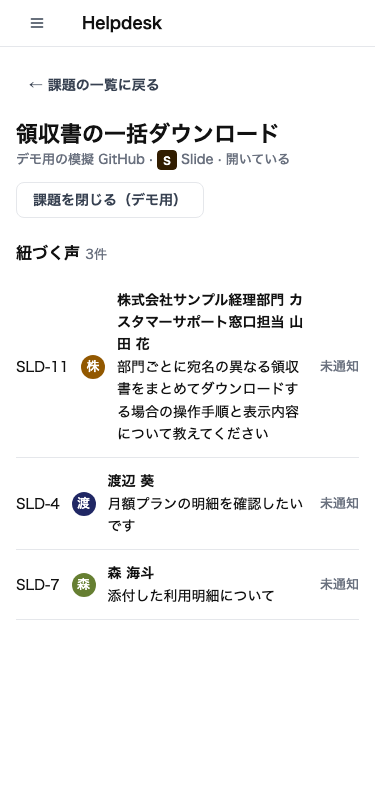 Helpdesk
← 課題の一覧に戻る
領収書の一括ダウンロード
デモ用の模擬 GitHub · S Slide · 開いている
課題を閉じる（デモ用）
紐づく声 3件
株式会社サンプル経理部門 カ
スタマーサポート窓口担当 山
田 花
SLD-11 株 部門ごとに宛名の異なる領収 未通知
書をまとめてダウンロードす
る場合の操作手順と表示内容
について教えてください
渡辺 葵
SLD-4 渡 月額プランの明細を確認したい 未通知
です
森 海斗
SLD-7 森 添付した利用明細について 未通知